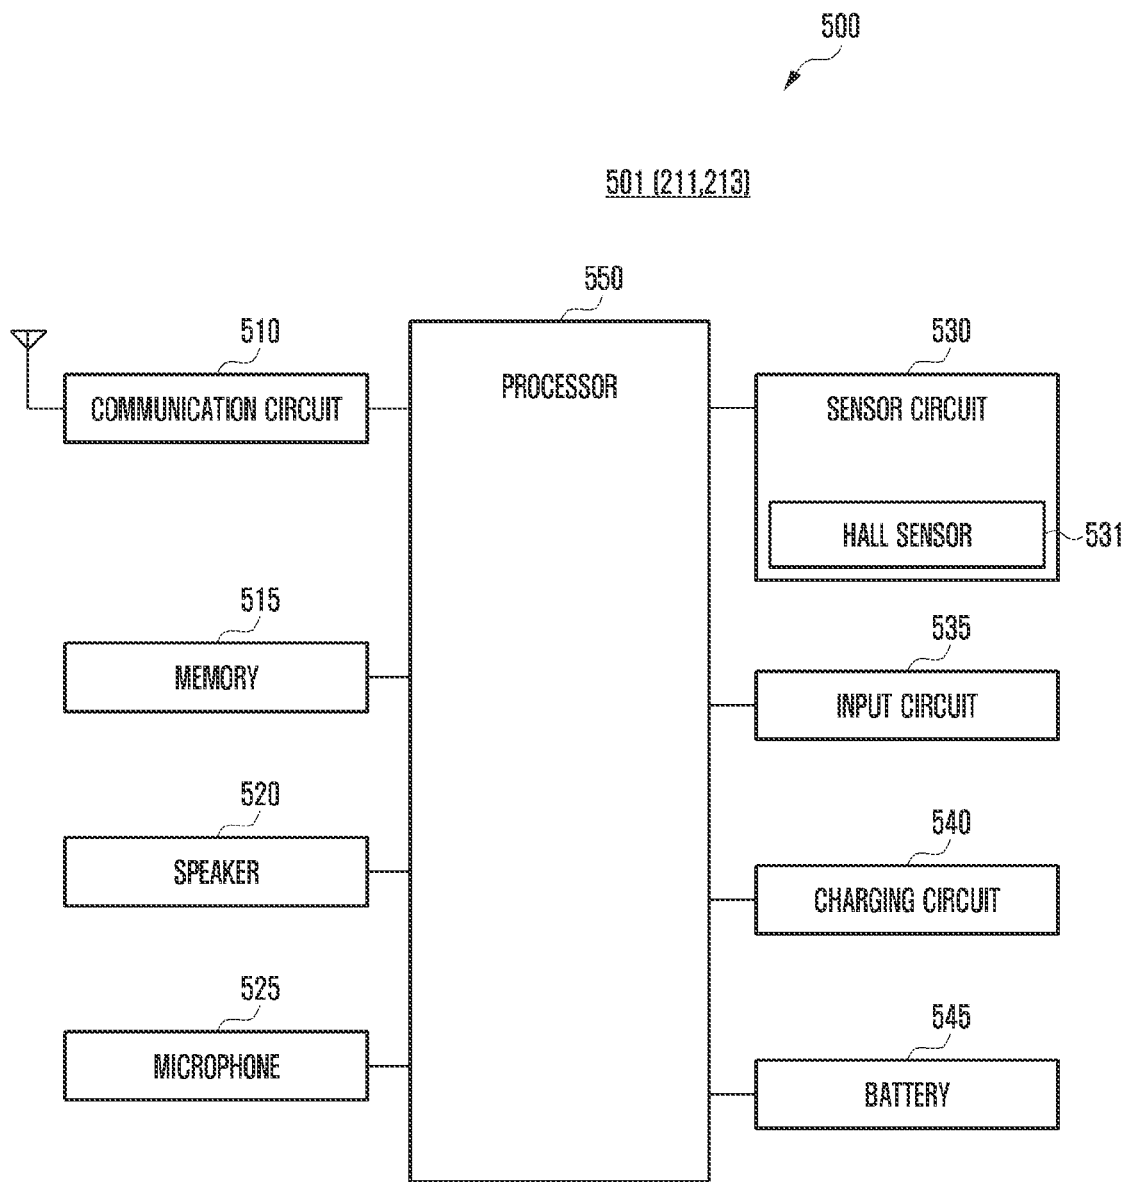 500
501 (211,213)
550
PROCESSOR
510
COMMUNICATION CIRCUIT
515
MEMORY
520
SPEAKER
525
MICROPHONE
530
SENSOR CIRCUIT
HALL SENSOR
531
535
INPUT CIRCUIT
540
CHARGING CIRCUIT
545
BATTERY